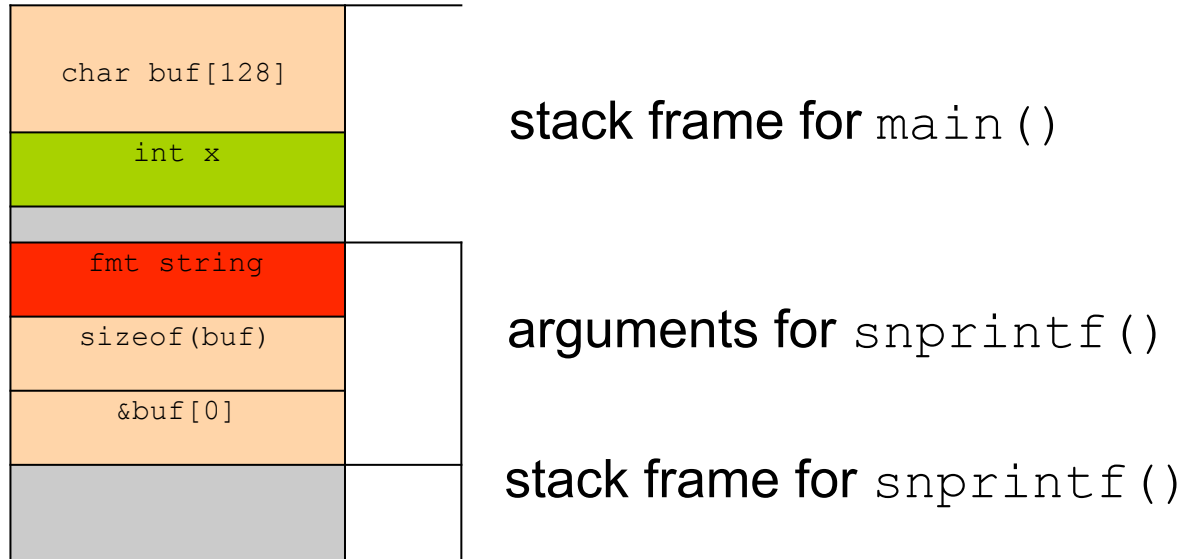 char buf[128]
stack frame for main()
int x
fmt string
arguments for snprintf()
sizeof(buf)
&buf[0]
stack frame for snprintf()